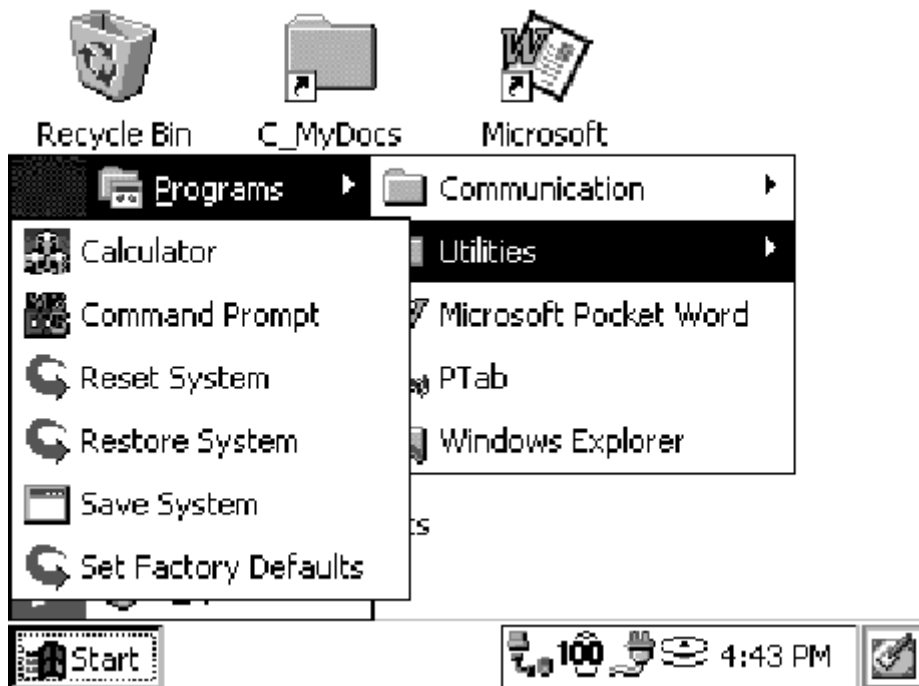 Recycle Bin
C_MyDocs
Microsoft
Programs
Communication
Calculator
Utilities
Command Prompt
Microsoft Pocket Word
Reset System
PTab
Restore System
Windows Explorer
Save System
Set Factory Defaults
Start
100
4:43 PM